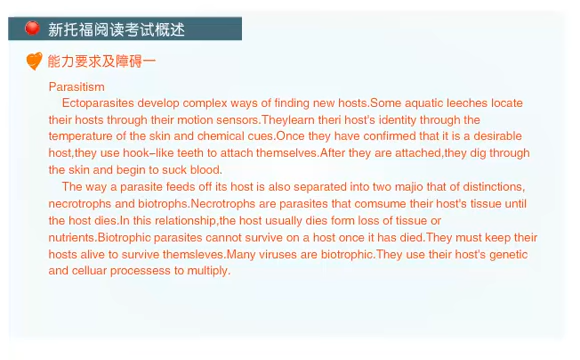 新托福阅读考试概述
能力要求及障碍一
Parasitism
Ectoparasites develop complex ways of finding new hosts.Some aquatic leeches locate
their hosts through their motion sensors.Theylearn theri host's identity through the
temperature of the skin and chemical cues.Once they have confirmed that it is a desirable
host,they use hook–like teeth to attach themselves.After they are attached,they dig through
the skin and begin to suck blood.
The way a parasite feeds off its host is also separated into two majio that of distinctions,
necrotrophs and biotrophs.Necrotrophs are parasites that comsume their host's tissue until
the host dies.In this relationship,the host usually dies form loss of tissue or
nutrients.Biotrophic parasites cannot survive on a host once it has died.They must keep their
hosts alive to survive themsleves.Many viruses are biotrophic.They use their host's genetic
and celluar processess to multiply.